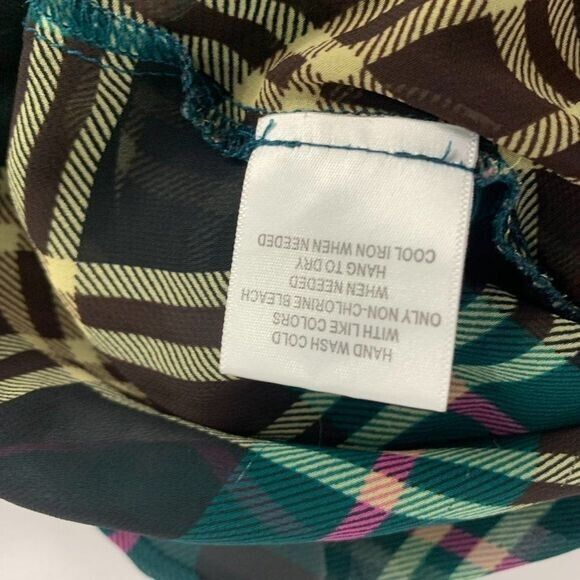 HAND WASH COLD
WITH LIKE COLORS
ONLY NON-CHLORINE BLEACH
WHEN NEEDED
HANG TO DRY
COOL IRON WHEN NEEDED